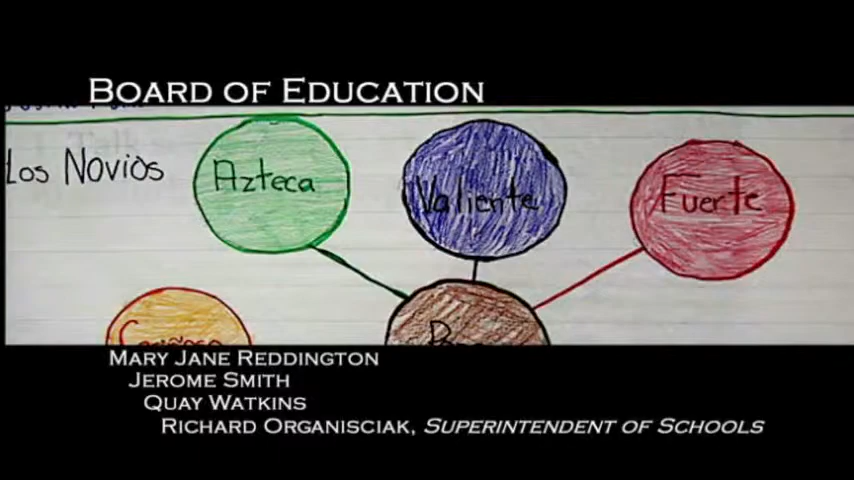 BOARD OF EDUCATION
Los Novios
Azteca
Valiente
Fuerte
MARY JANE REDDINGTON
JEROME SMITH
QUAY WATKINS
RICHARD ORGANISCIAK, SUPERINTENDENT OF SCHOOLS